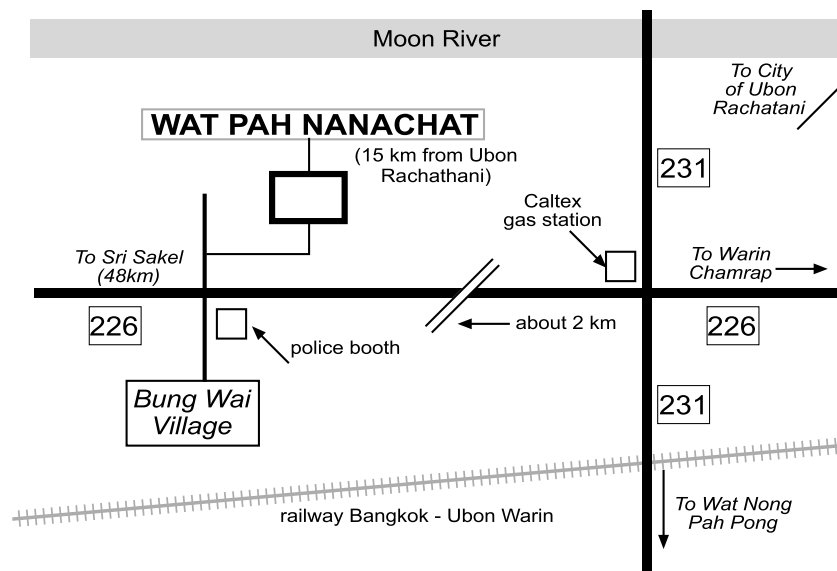 Moon River
To City
of Ubon
Rachatani
WAT PAH NANACHAT
(15 km from Ubon
Rachathani)
231
Caltex
gas station
To Sri Sakel
(48km)
To Warin
Chamrap
226
about 2 km
226
police booth
Bung Wai
Village
231
railway Bangkok - Ubon Warin
To Wat Nong
Pah Pong